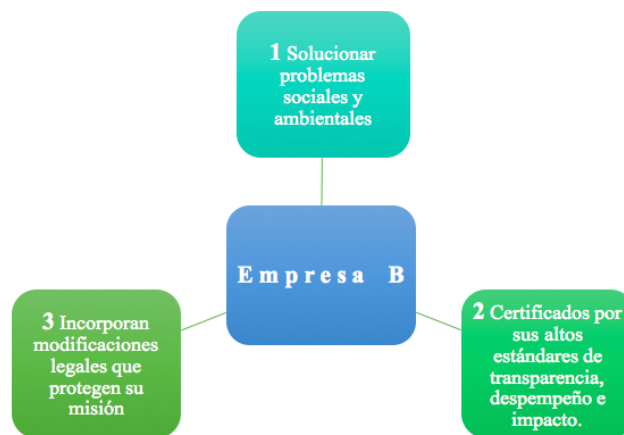 1 Solucionar
problemas
sociales y
ambientales
Empresa B
3 Incorporan
modificaciones
legales que
protegen su
misión
2 Certificados por
sus altos
estándares de
transparencia,
despempeño e
impacto.